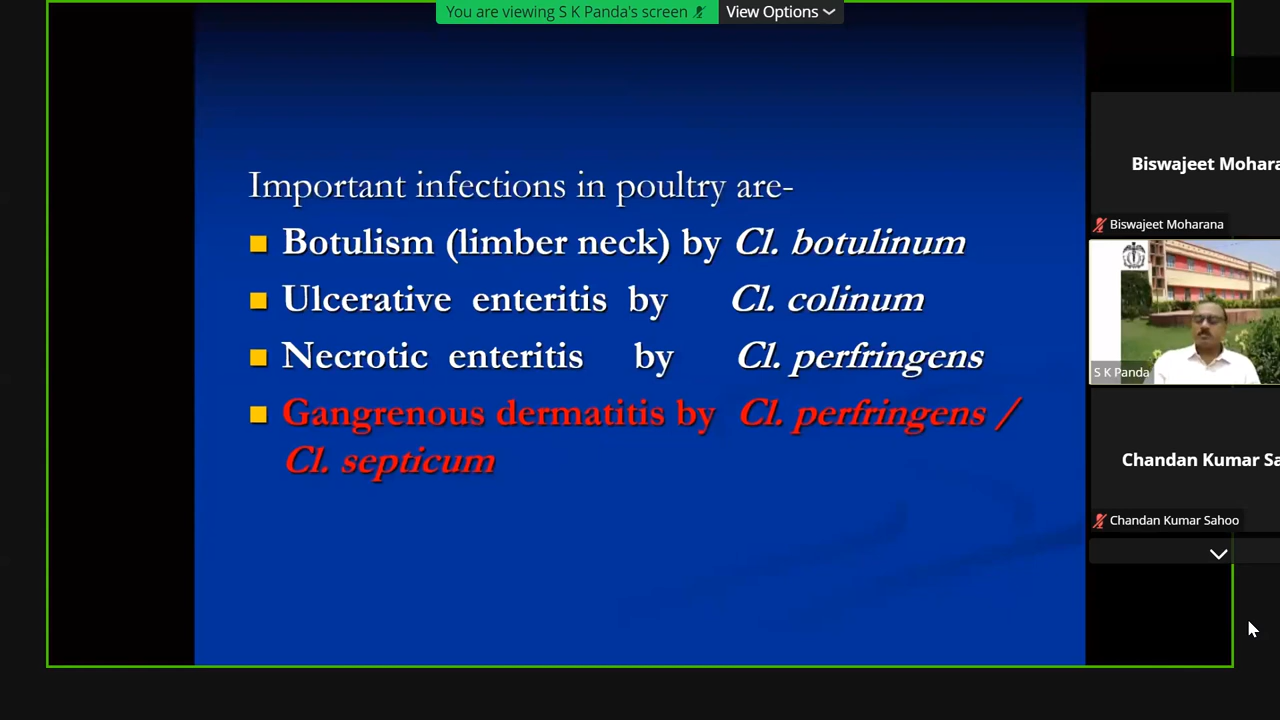 You are viewing S K Panda's screen
View Options
Important infections in poultry are-
Botulism (limber neck) by Cl. botulinum
Ulcerative enteritis by Cl. colinum
Necrotic enteritis by Cl. perfringens
Gangrenous dermatitis by Cl. perfringens /
Cl. septicum
Biswajeet Mohara
Biswajeet Moharana
S K Panda
Chandan Kumar Sa
Chandan Kumar Sahoo